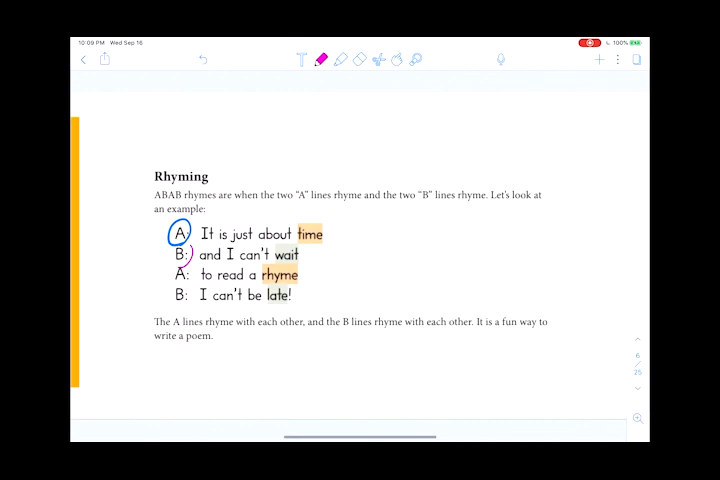 10:09 PM Wed Sep 16
100%
T
Rhyming
ABAB rhymes are when the two “A” lines rhyme and the two “B” lines rhyme. Let’s look at
an example:
A: It is just about time
B: and I can't wait
A: to read a rhyme
B: I can't be late!
The A lines rhyme with each other, and the B lines rhyme with each other. It is a fun way to
write a poem.
6
/
25